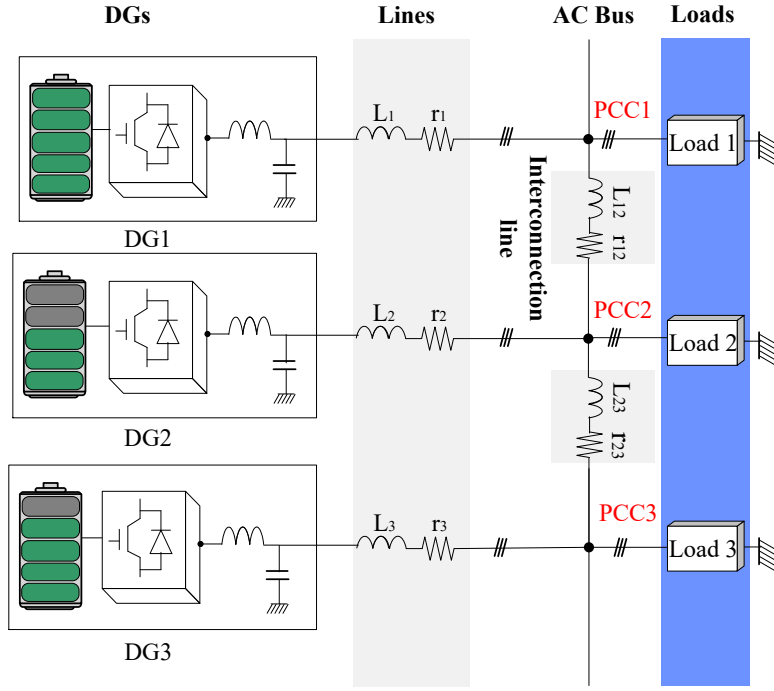 DGs
Lines
AC Bus
Loads
L1
r1
PCC1
Load 1
DG1
Interconnection
line
L12
r12
L2
r2
PCC2
Load 2
DG2
L23
r23
L3
r3
PCC3
Load 3
DG3